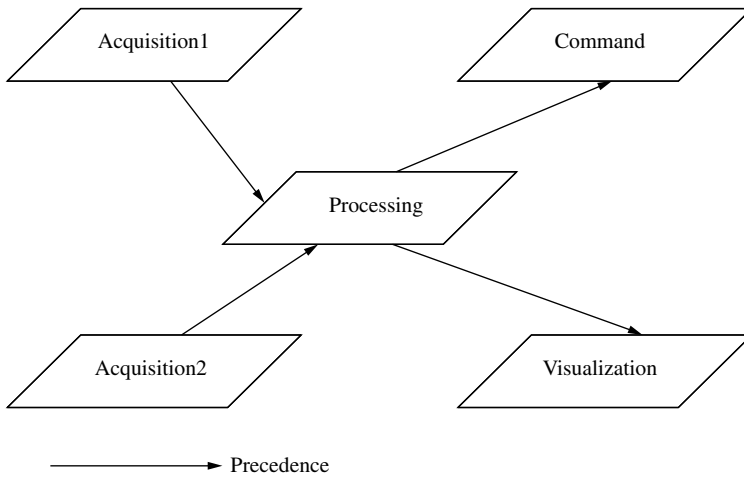 Acquisition1
Command
Processing
Acquisition2
Visualization
Precedence